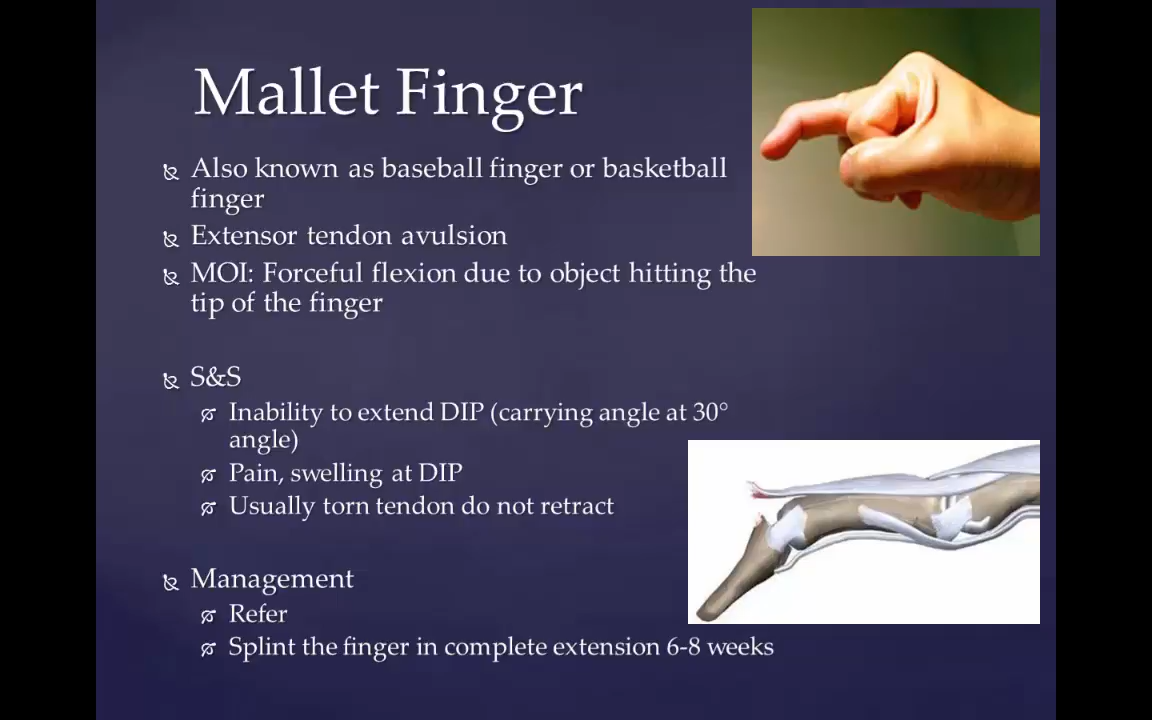 Mallet Finger
Also known as baseball finger or basketball
finger
Extensor tendon avulsion
MOI: Forceful flexion due to object hitting the
tip of the finger
S&S
Inability to extend DIP (carrying angle at 30°
angle)
Pain, swelling at DIP
Usually torn tendon do not retract
Management
Refer
Splint the finger in complete extension 6-8 weeks